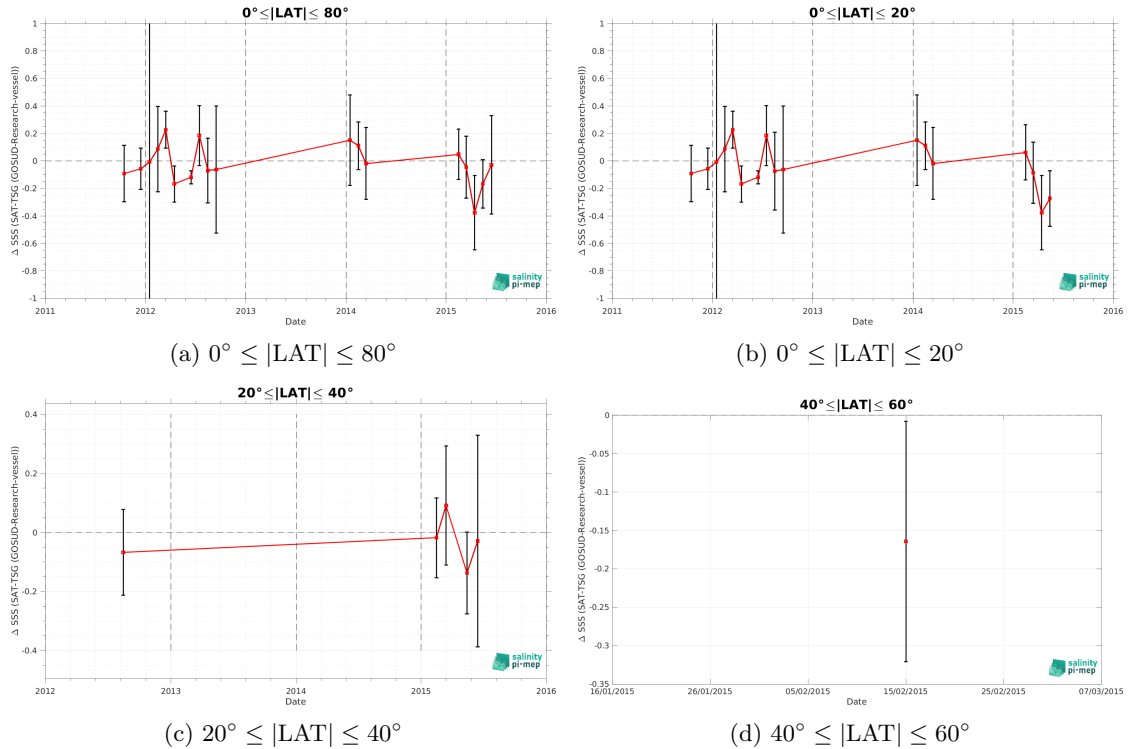 0°≤|LAT|≤ 80°
1
0.8
0.6
0.4
0.2
0
-0.2
-0.4
-0.6
-0.8
-1
Δ SSS (SAT-TSG (GOSUD-Research-vessel))
2011 2012 2013 2014 2015 2016
Date
salinity
pi-mep
(a) 0° ≤ |LAT| ≤ 80°
0°≤|LAT|≤ 20°
1
0.8
0.6
0.4
0.2
0
-0.2
-0.4
-0.6
-0.8
-1
Δ SSS (SAT-TSG (GOSUD-Research-vessel))
2011 2012 2013 2014 2015 2016
Date
salinity
pi-mep
(b) 0° ≤ |LAT| ≤ 20°
20°≤|LAT|≤ 40°
0.4
0.2
0
-0.2
-0.4
Δ SSS (SAT-TSG (GOSUD-Research-vessel))
2012 2013 2014 2015 2016
Date
salinity
pi-mep
(c) 20° ≤ |LAT| ≤ 40°
40°≤|LAT|≤ 60°
0
-0.05
-0.1
-0.15
-0.2
-0.25
-0.3
-0.35
Δ SSS (SAT-TSG (GOSUD-Research-vessel))
16/01/2015 26/01/2015 05/02/2015 15/02/2015 25/02/2015 07/03/2015
Date
salinity
pi-mep
(d) 40° ≤ |LAT| ≤ 60°